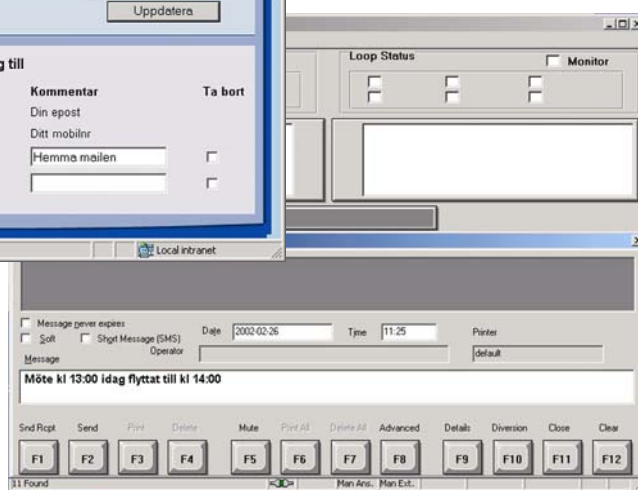 Uppdatera
g till
Kommentar Ta bort
Din epost
Ditt mobilnr
Hemma mailen
Local intranet
Loop Status Monitor
Message never expires
Soft Short Message (SMS) Date 2002-02-26 Time 11:25 Printer
Operator default
Message
Möte kl 13:00 idag flyttat till kl 14:00
Snd Rcpt Send Print Delete Mute Print All Delete All Advanced Details Diversion Close Clear
F1 F2 F3 F4 F5 F6 F7 F8 F9 F10 F11 F12
11 Found Man Ans. Man Ext.